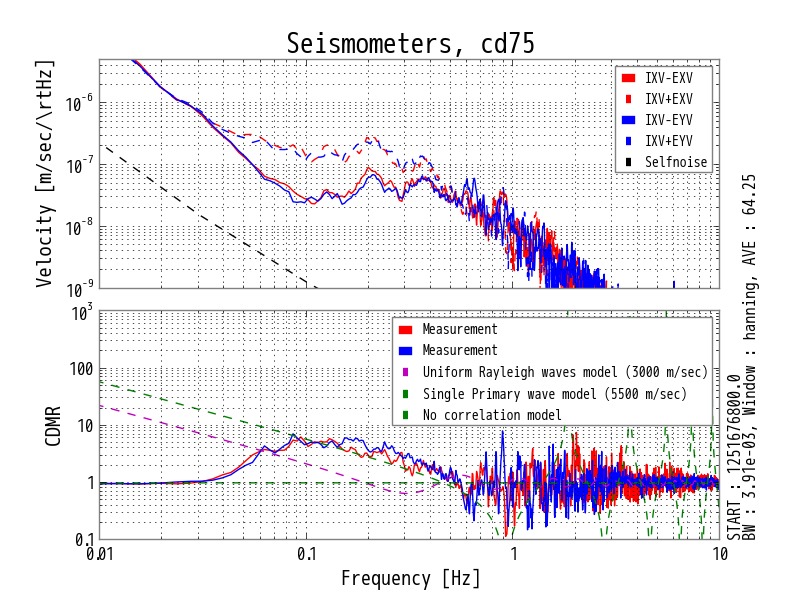 Seismometers, cd75
Velocity [m/sec/\rtHz]
10^-6
10^-7
10^-8
10^-9
IXV-EXV
IXV+EXV
IXV-EYV
IXV+EYV
Selfnoise
CDMR
10^3
100
10
1
0.1
Measurement
Measurement
Uniform Rayleigh waves model (3000 m/sec)
Single Primary wave model (5500 m/sec)
No correlation model
0.01
0.1
1
10
Frequency [Hz]
START : 1251676800.0
BW : 3.91e-03, Window : hanning, AVE : 64.25